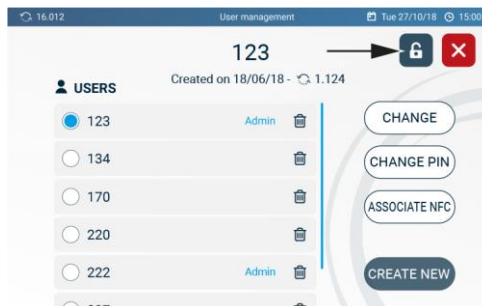 16.012 User management Tue 27/10/18 15:00
123
Created on 18/06/18 - 1.124
USERS
123 Admin
134
170
220
222 Admin
CHANGE
CHANGE PIN
ASSOCIATE NFC
CREATE NEW